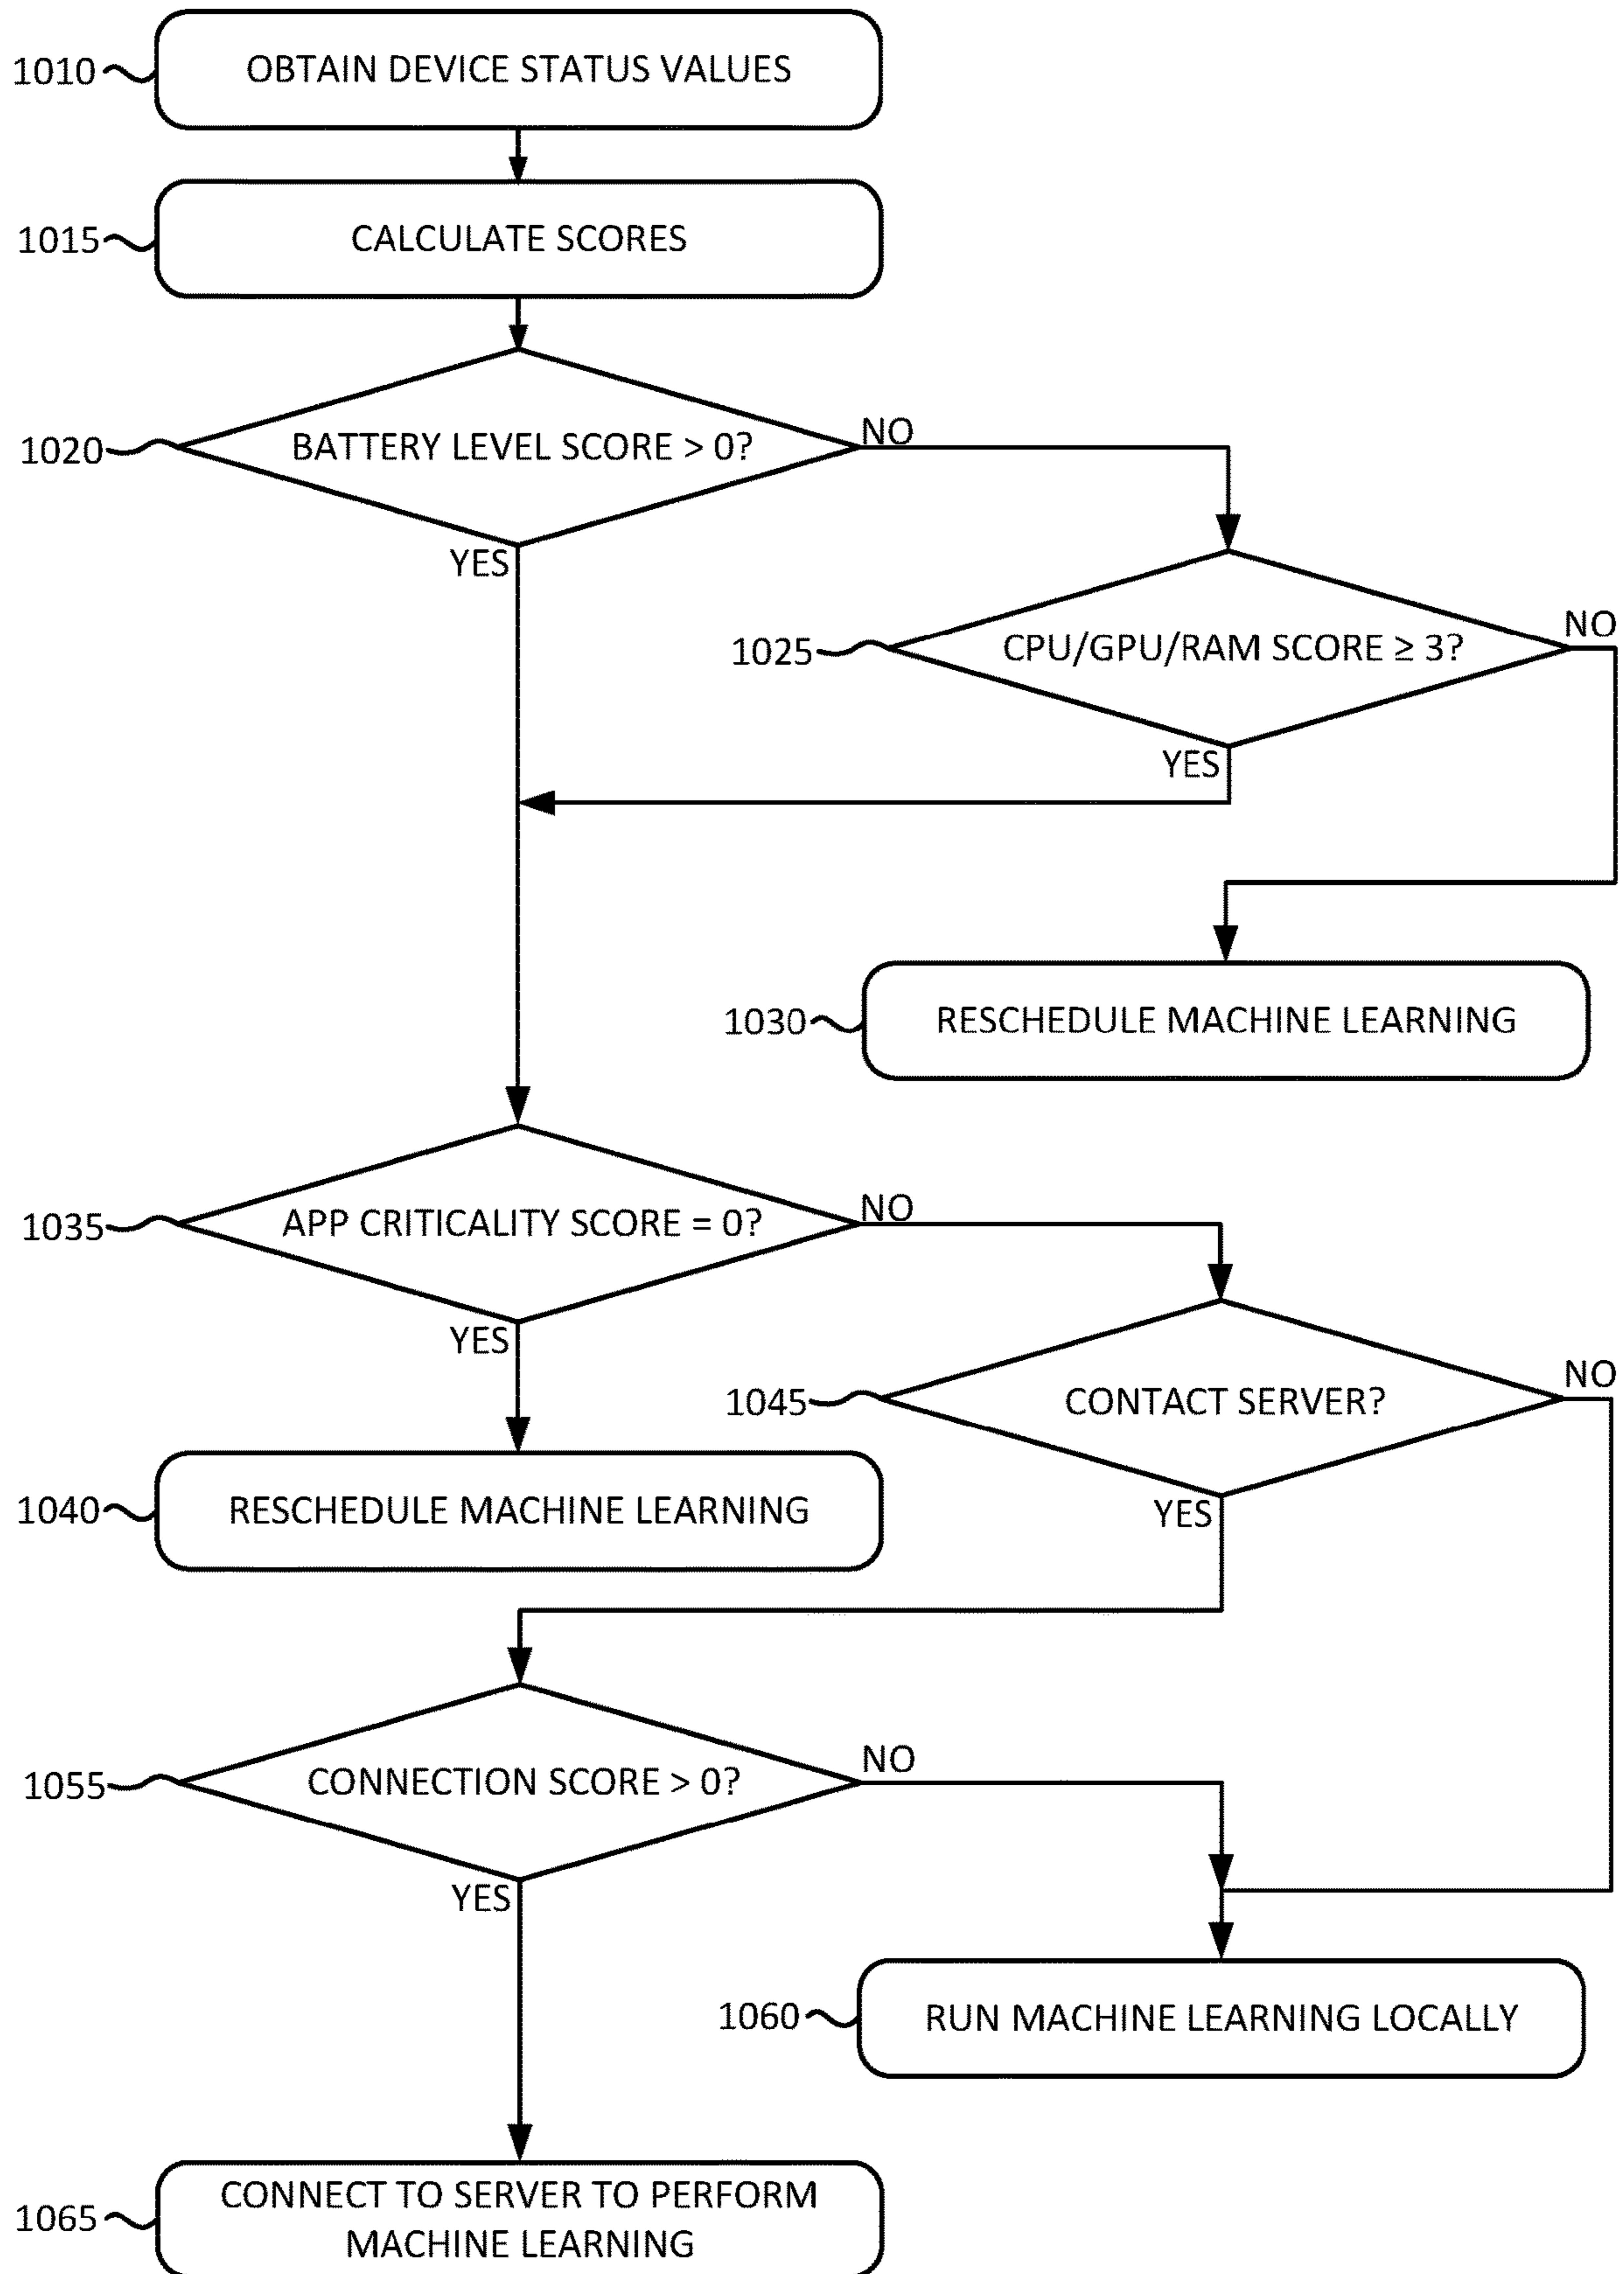 1010
OBTAIN DEVICE STATUS VALUES
1015
CALCULATE SCORES
1020
BATTERY LEVEL SCORE > 0?
NO
YES
1025
CPU/GPU/RAM SCORE ≥ 3?
NO
YES
1030
RESCHEDULE MACHINE LEARNING
1035
APP CRITICALITY SCORE = 0?
NO
YES
1045
CONTACT SERVER?
NO
YES
1040
RESCHEDULE MACHINE LEARNING
1055
CONNECTION SCORE > 0?
NO
YES
1060
RUN MACHINE LEARNING LOCALLY
1065
CONNECT TO SERVER TO PERFORM
MACHINE LEARNING